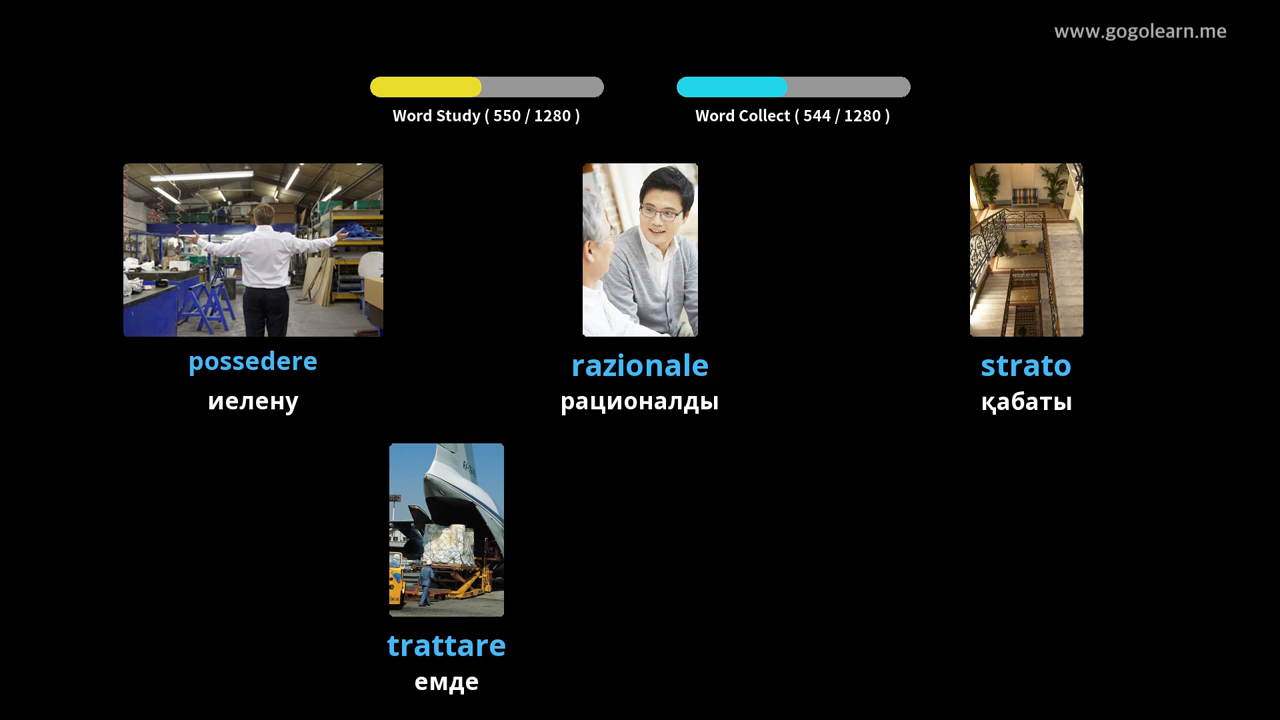 www.gogolearn.me
Word Study ( 550 / 1280 )
Word Collect ( 544 / 1280 )
possedere
иелену
razionale
рационалды
strato
қабаты
trattare
емде